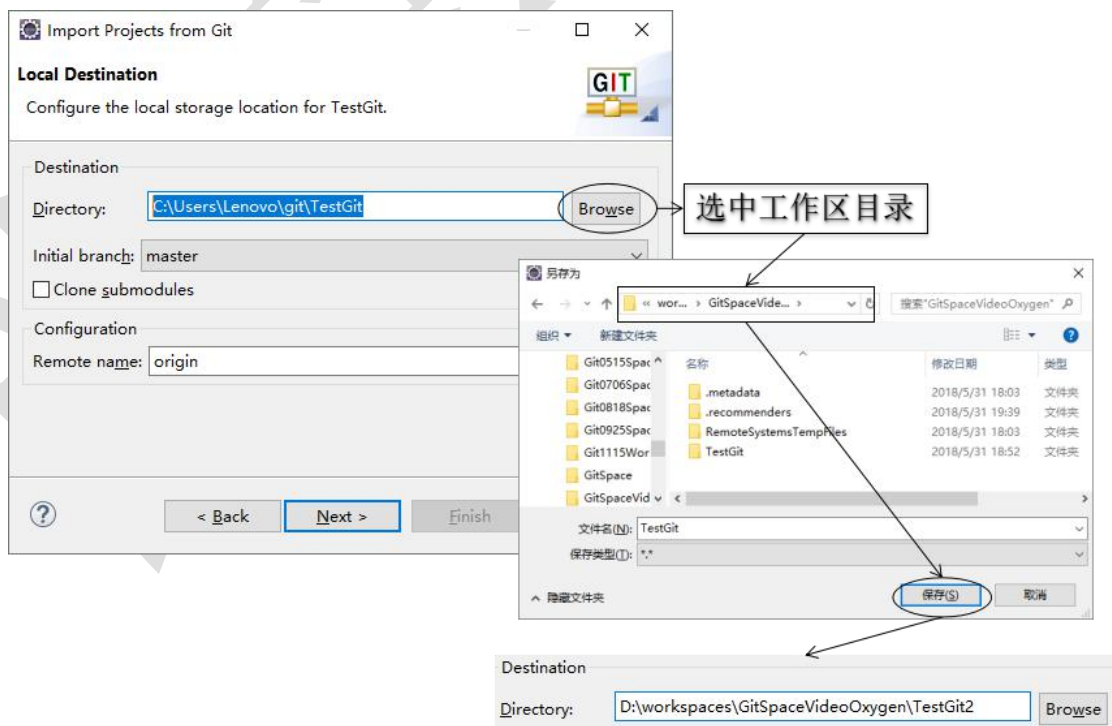 Import Projects from Git
Local Destination
Configure the local storage location for TestGit.
GIT
Destination
Directory: C:\Users\Lenovo\git\TestGit Browse
选中工作区目录
Initial branch: master
Clone submodules
Configuration
Remote name: origin
< Back Next > Finish
另存为
« wor... › GitSpaceVide... › 搜索"GitSpaceVideoOxygen"
组织 新建文件夹
名称 修改日期 类型
Git0515Spac
Git0706Spac
Git0818Spac
Git0925Spac
Git1115Wor
GitSpace
GitSpaceVid
.metadata 2018/5/31 18:03 文件夹
.recommenders 2018/5/31 19:39 文件夹
RemoteSystemsTempFiles 2018/5/31 18:03 文件夹
TestGit 2018/5/31 18:52 文件夹
文件名(N): TestGit
保存类型(T): *.*
隐藏文件夹 保存(S) 取消
Destination
Directory: D:\workspaces\GitSpaceVideoOxygen\TestGit2 Browse